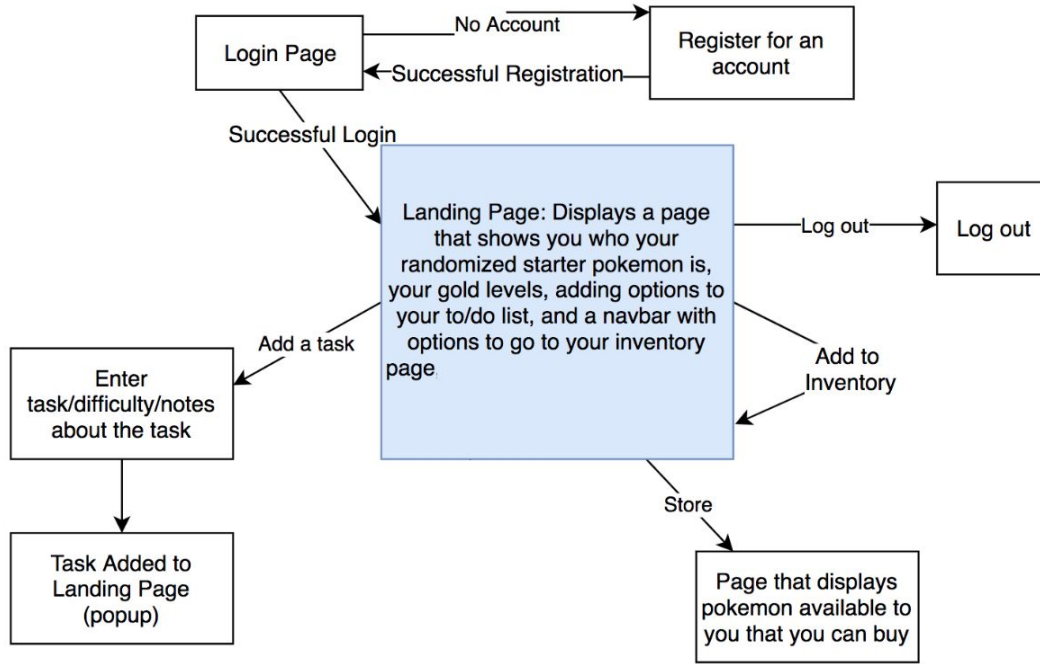 No Account
Login Page
Register for an
account
Successful Registration
Successful Login
Landing Page: Displays a page
that shows you who your
randomized starter pokemon is,
your gold levels, adding options to
your to/do list, and a navbar with
options to go to your inventory
page
Log out
Log out
Add a task
Add to
Inventory
Enter
task/difficulty/notes
about the task
Store
Task Added to
Landing Page
(popup)
Page that displays
pokemon available to
you that you can buy